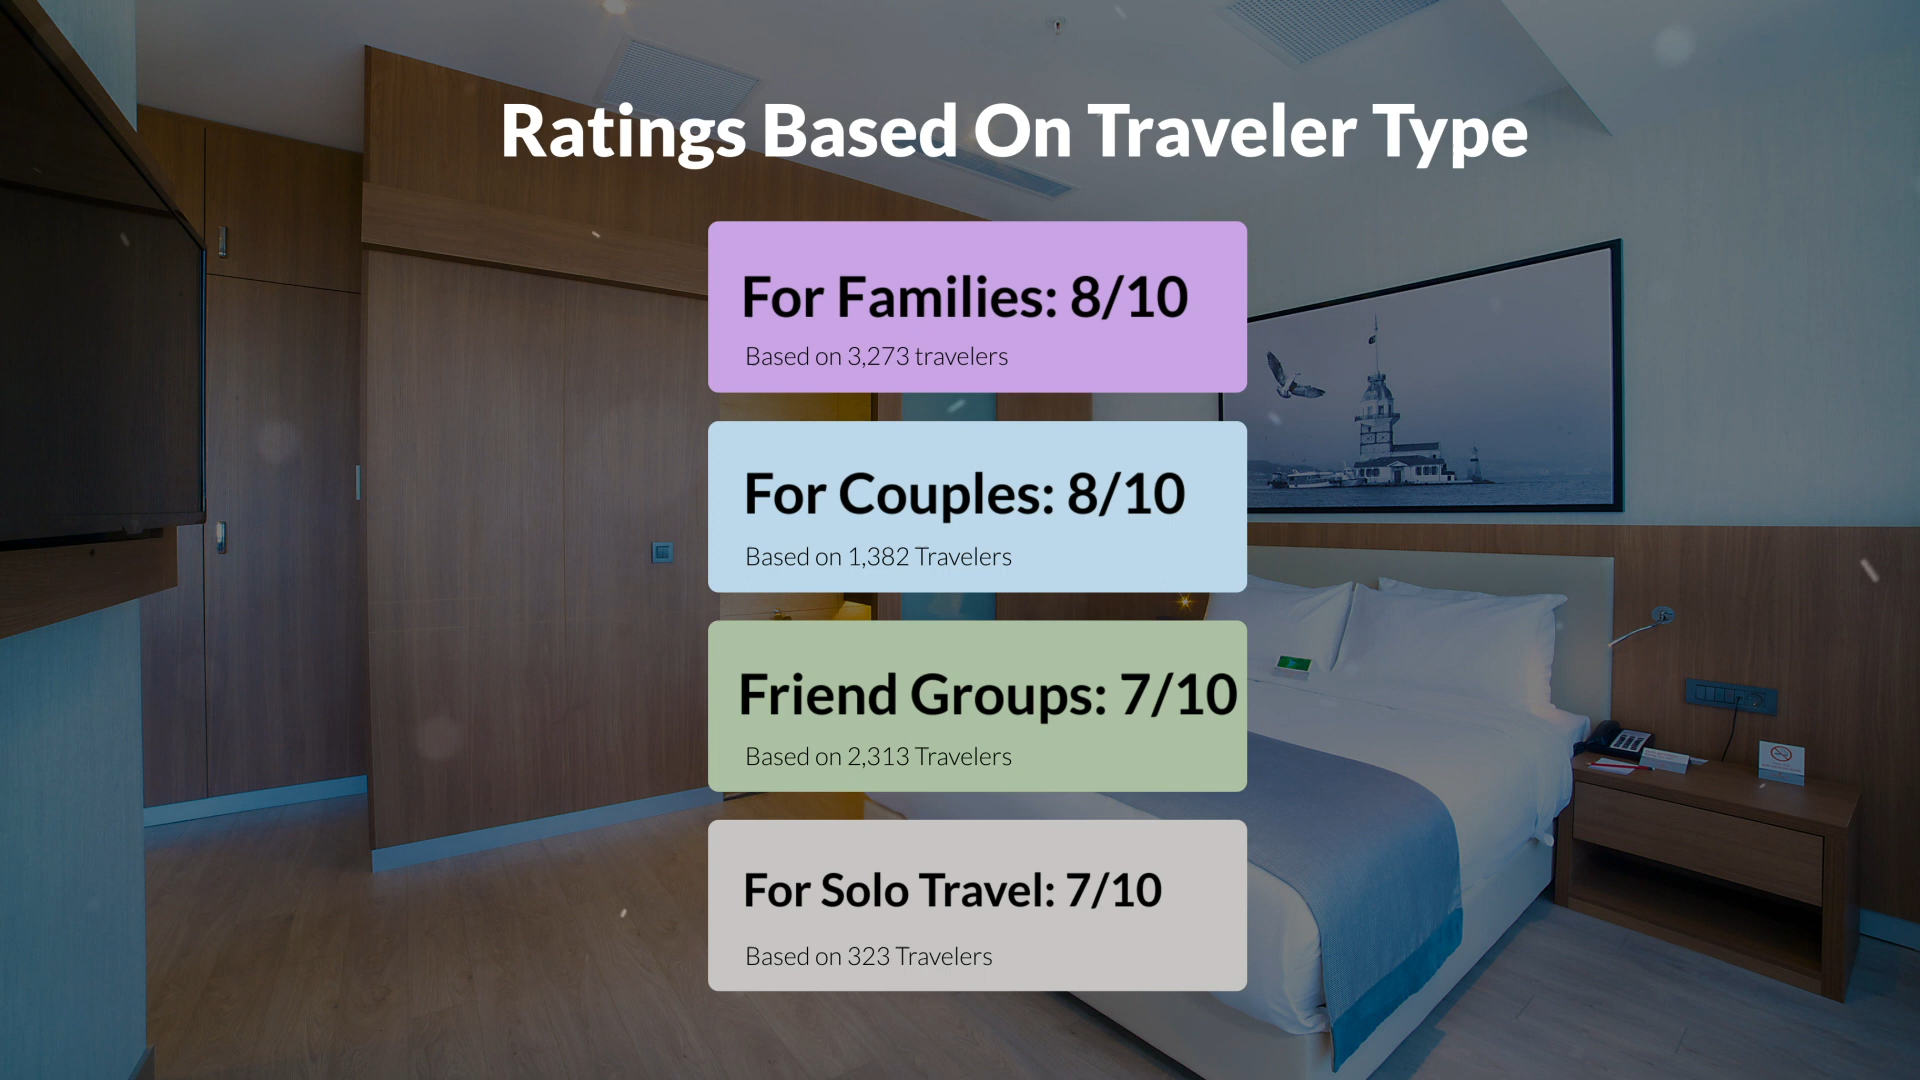 Ratings Based On Traveler Type
For Families: 8/10
Based on 3,273 travelers
For Couples: 8/10
Based on 1,382 Travelers
Friend Groups: 7/10
Based on 2,313 Travelers
For Solo Travel: 7/10
Based on 323 Travelers